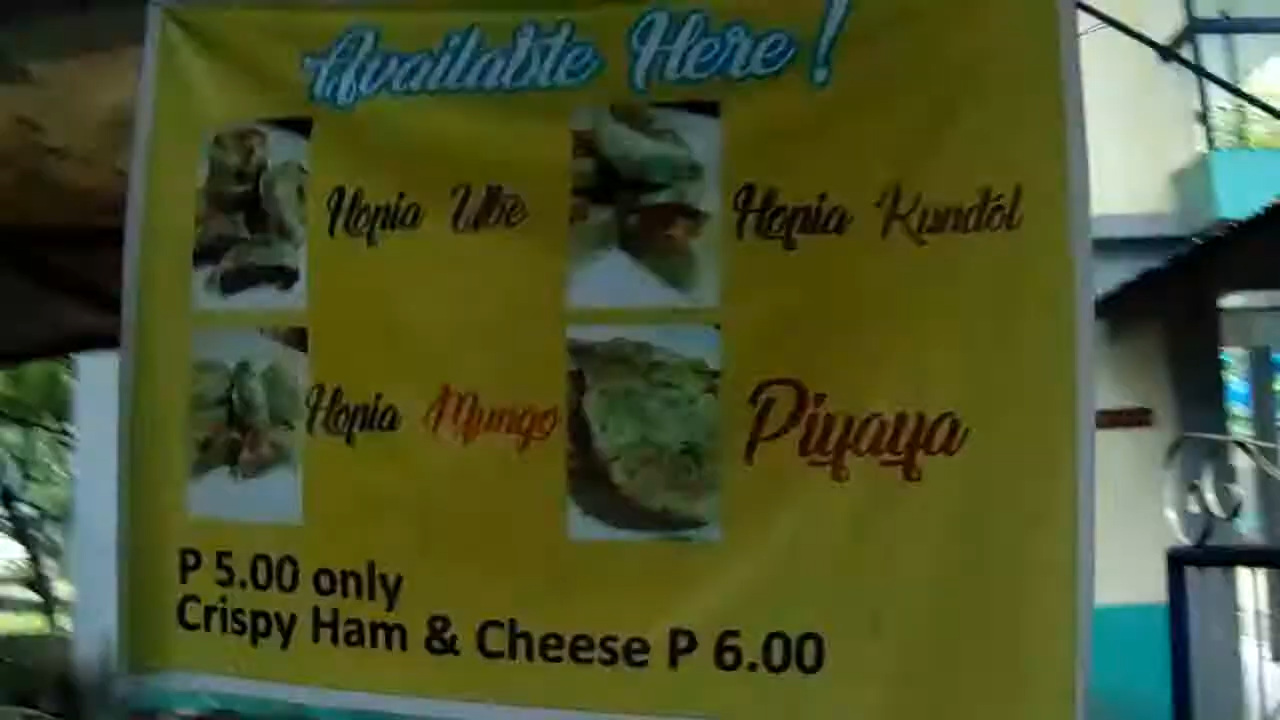 Available Here!
Hopia Ube
Hopia Kundol
Hopia Mungo
Piyaya
P 5.00 only
Crispy Ham & Cheese P 6.00